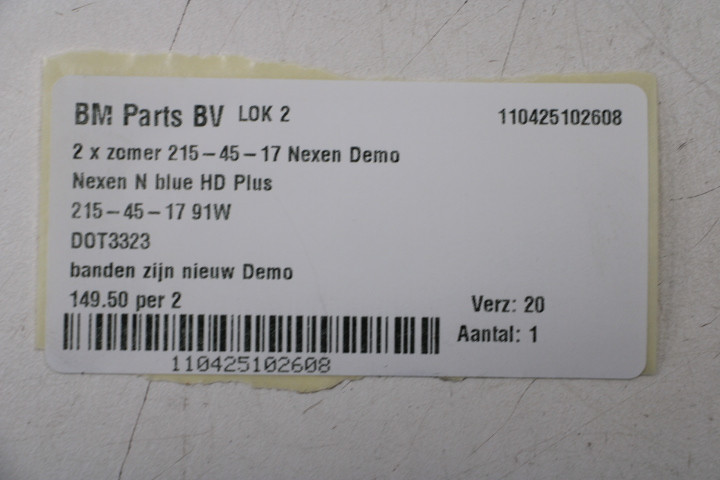 BM Parts BV LOK 2 110425102608
2 x zomer 215-45-17 Nexen Demo
Nexen N blue HD Plus
215-45-17 91W
DOT3323
banden zijn nieuw Demo
149.50 per 2 Verz: 20
Aantal: 1
110425102608